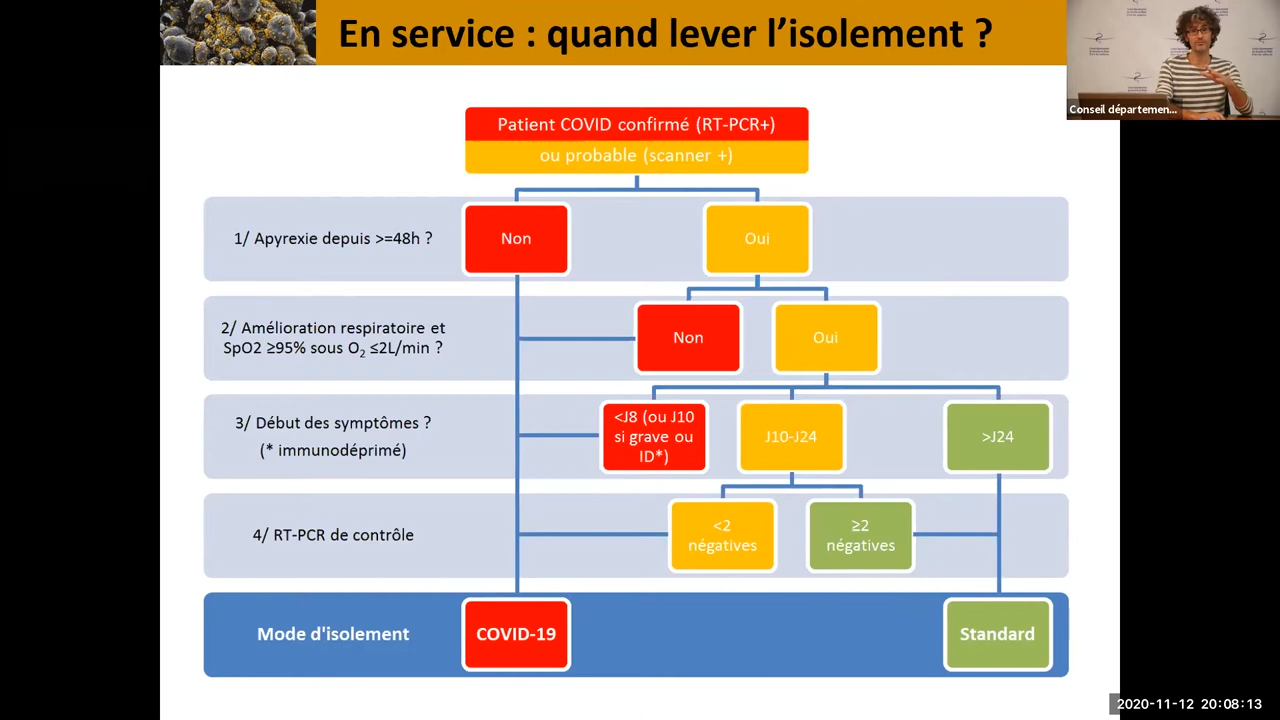 En service : quand lever l’isolement ?
Conseil départemen...
Patient COVID confirmé (RT-PCR+)
ou probable (scanner +)
1/ Apyrexie depuis >=48h ?
Non
Oui
2/ Amélioration respiratoire et
SpO2 ≥95% sous O₂ ≤2L/min ?
Non
Oui
3/ Début des symptômes ?
(* immunodéprimé)
<J8 (ou J10
si grave ou
ID*)
J10-J24
>J24
4/ RT-PCR de contrôle
<2
négatives
≥2
négatives
Mode d'isolement
COVID-19
Standard
2020-11-12 20:08:13